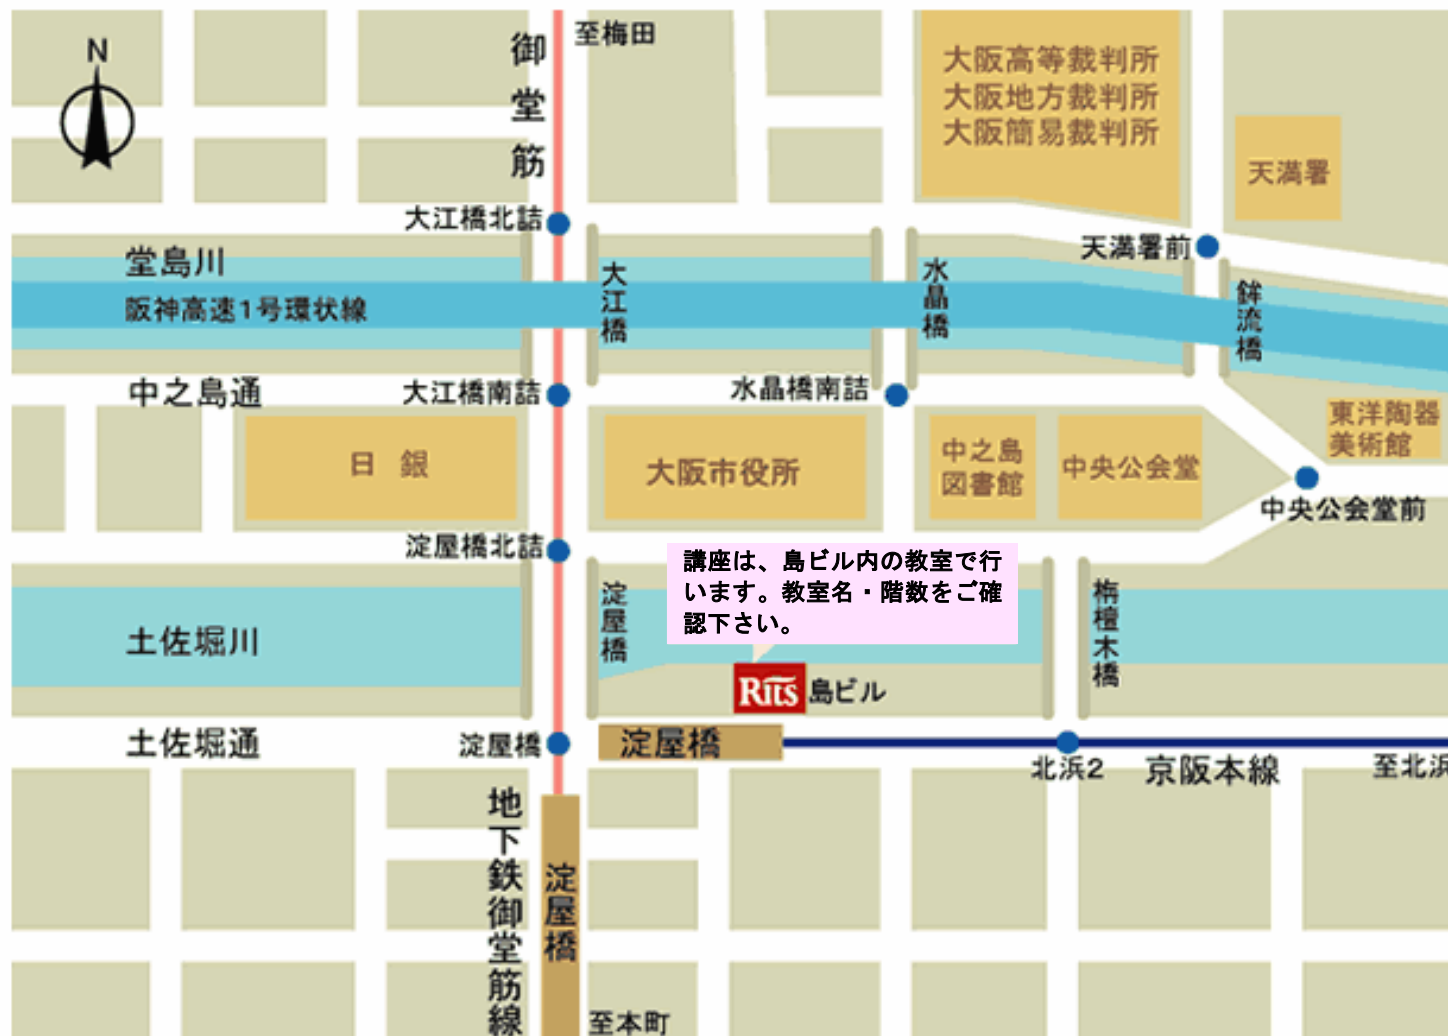 N
御堂筋
至梅田
大阪高等裁判所
大阪地方裁判所
大阪簡易裁判所
天満署
大江橋北詰
天満署前
堂島川
阪神高速1号環状線
大江橋
水晶橋
鉾流橋
中之島通
大江橋南詰
水晶橋南詰
東洋陶器
美術館
日 銀
大阪市役所
中之島
図書館
中央公会堂
中央公会堂前
淀屋橋北詰
講座は、島ビル内の教室で行
います。教室名・階数をご確
認下さい。
淀屋橋
栴檀木橋
土佐堀川
Rits
島ビル
土佐堀通
淀屋橋
淀屋橋
北浜2
京阪本線
至北浜
地下鉄御堂筋線
淀屋橋
至本町